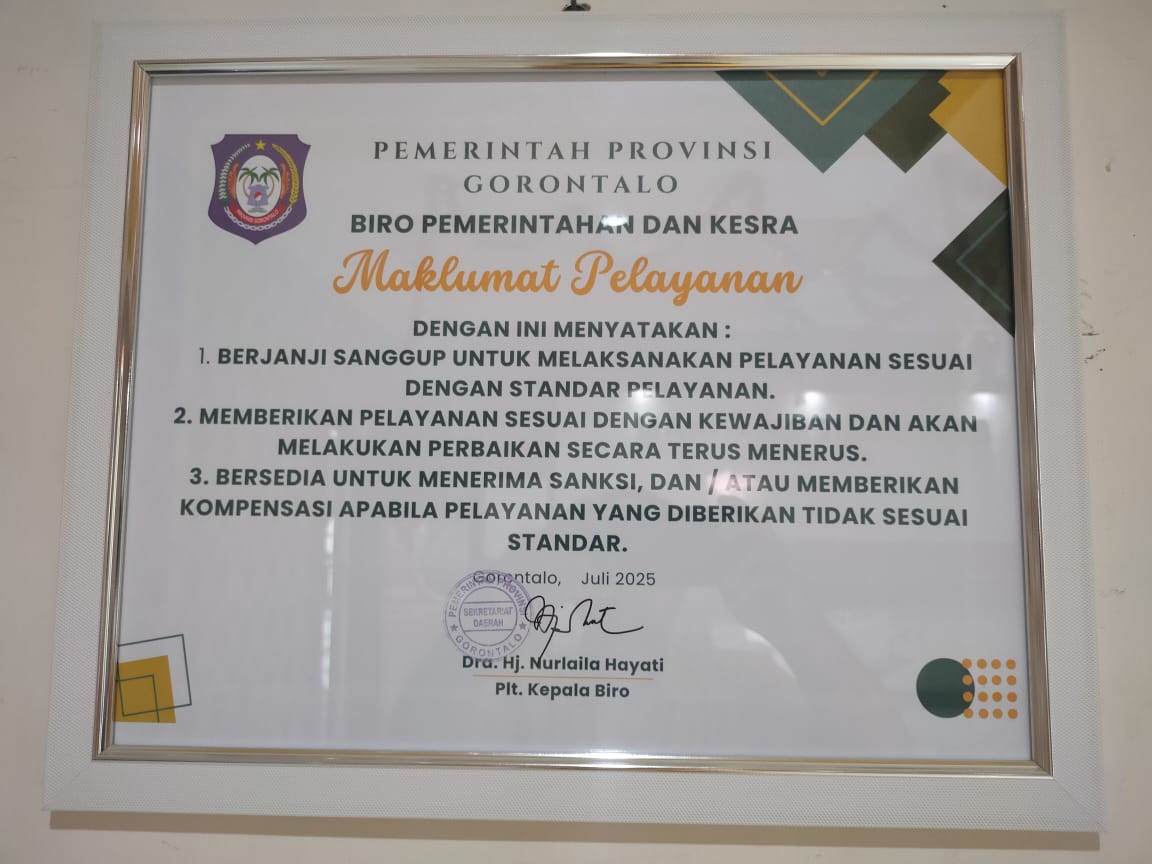 PEMERINTAH PROVINSI
GORONTALO
BIRO PEMERINTAHAN DAN KESRA
Maklumat Pelayanan
DENGAN INI MENYATAKAN :
1. BERJANJI SANGGUP UNTUK MELAKSANAKAN PELAYANAN SESUAI
DENGAN STANDAR PELAYANAN.
2. MEMBERIKAN PELAYANAN SESUAI DENGAN KEWAJIBAN DAN AKAN
MELAKUKAN PERBAIKAN SECARA TERUS MENERUS.
3. BERSEDIA UNTUK MENERIMA SANKSI, DAN / ATAU MEMBERIKAN
KOMPENSASI APABILA PELAYANAN YANG DIBERIKAN TIDAK SESUAI
STANDAR.
Gorontalo, Juli 2025
PEMERINTAH PROVINSI
SEKRETARIAT
DAERAH
GORONTALO
Dra. Hj. Nurlaila Hayati
Plt. Kepala Biro